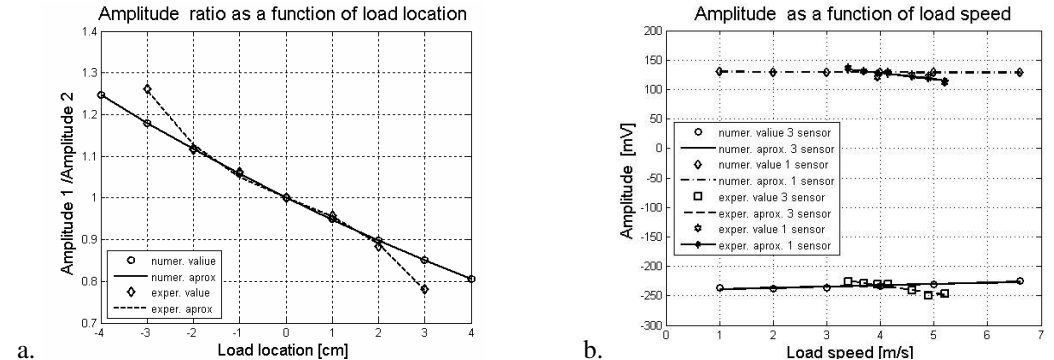 Amplitude ratio as a function of load location
Amplitude 1 /Amplitude 2
1.4
1.3
1.2
1.1
1
0.9
0.8
0.7
numer. valiue
numer. aprox
exper. value
exper. aprox
-4 -3 -2 -1 0 1 2 3 4
Load location [cm]
a.
Amplitude as a function of load speed
Amplitude [mV]
200
150
100
50
0
-50
-100
-150
-200
-250
-300
numer. valiue 3 sensor
numer. aprox. 3 sensor
numer. value 1 sensor
numer. aprox. 1 sensor
exper. value 3 sensor
exper. aprox. 3 sensor
exper. value 1 sensor
exper. aprox. 1 sensor
0 1 2 3 4 5 6 7
Load speed [m/s]
b.